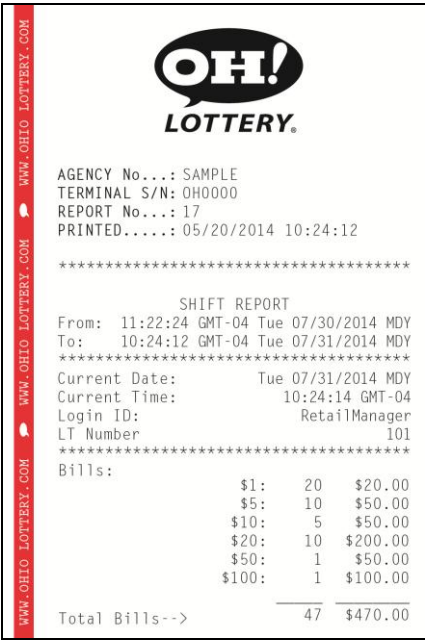 WWW.OHIO LOTTERY.COM WWW.OHIO LOTTERY.COM WWW.OHIO LOTTERY.COM
OH!
LOTTERY®
AGENCY No...: SAMPLE
TERMINAL S/N: OH0000
REPORT No...: 17
PRINTED.....: 05/20/2014 10:24:12
**************************************
SHIFT REPORT
From: 11:22:24 GMT-04 Tue 07/30/2014 MDY
To: 10:24:12 GMT-04 Tue 07/31/2014 MDY
**************************************
Current Date: Tue 07/31/2014 MDY
Current Time: 10:24:14 GMT-04
Login ID: RetailManager
LT Number 101
**************************************
Bills:
$1: 20 $20.00
$5: 10 $50.00
$10: 5 $50.00
$20: 10 $200.00
$50: 1 $50.00
$100: 1 $100.00
Total Bills--> 47 $470.00